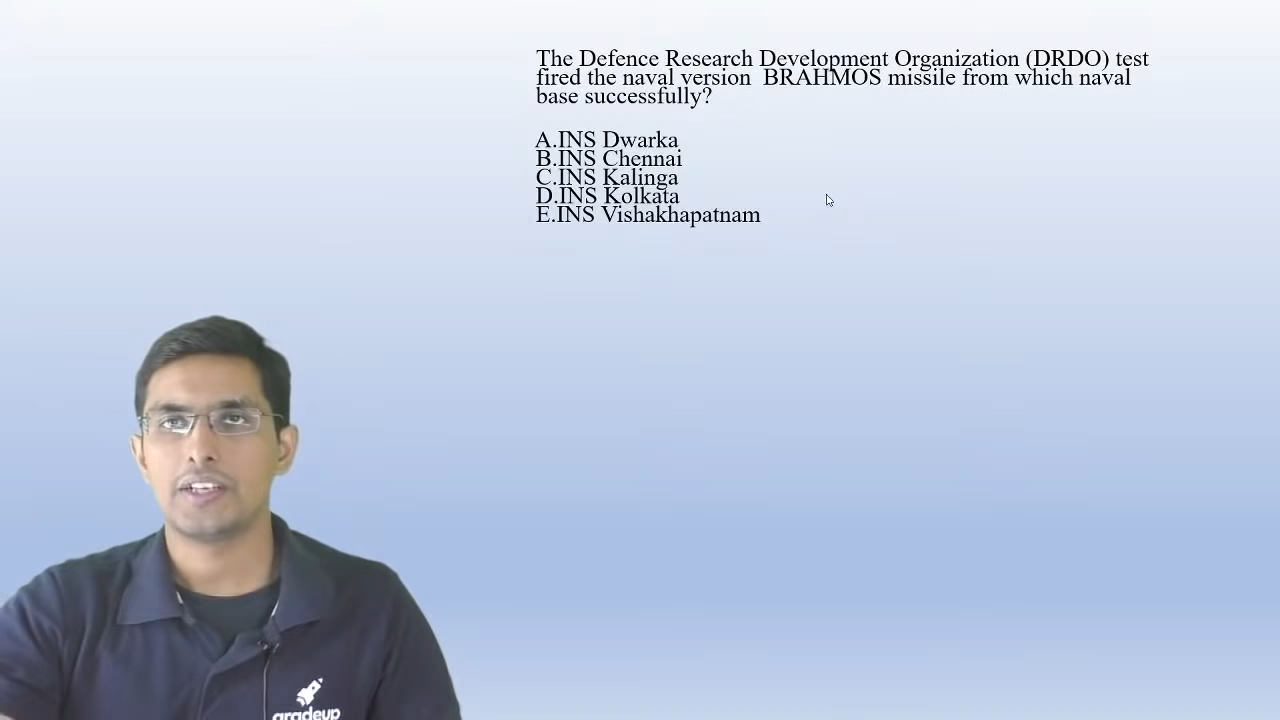 The Defence Research Development Organization (DRDO) test
fired the naval version  BRAHMOS missile from which naval
base successfully?
A.INS Dwarka
B.INS Chennai
C.INS Kalinga
D.INS Kolkata
E.INS Vishakhapatnam
gradeup